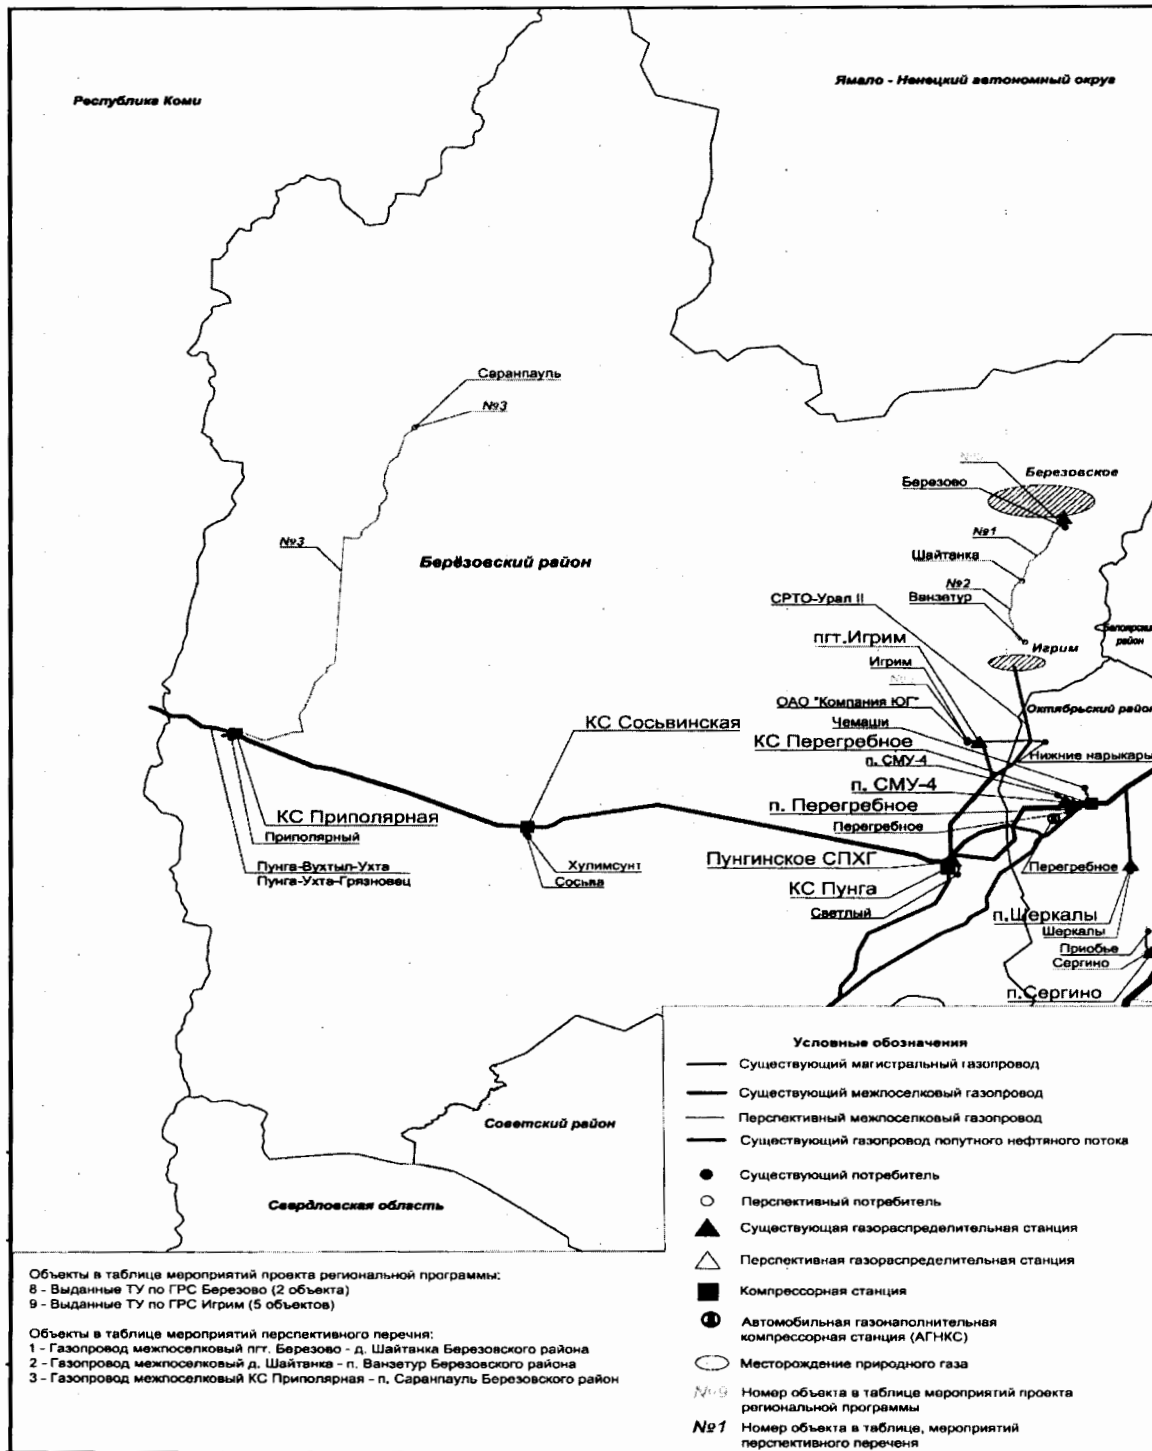 Республика Коми
Ямало - Ненецкий автономный округ
Саранпауль
№3
Березовское
Березово
№1
№3
Берёзовский район
Шайтанка
№2
Ванзетур
СРТО-Урал II
район
пгт.Игрим
Игрим
Игрим
ОАО "Компания ЮГ"
Октябрьский район
КС Сосьвинская
Чемаши
КС Перегребное
Нижние нарыкары
п. СМУ-4
п. СМУ-4
п. Перегребное
КС Приполярная
Перегребное
Приполярный
Пунгинское СПХГ
Перегребное
Пунга-Вухтыл-Ухта
Хулимсунт
Пунга-Ухта-Грязновец
Сосьва
КС Пунга
Светлый
п.Шеркалы
Шеркалы
Приобье
Сергино
п.Сергино
Условные обозначения
Существующий магистральный газопровод
Существующий межпоселковый газопровод
Перспективный межпоселковый газопровод
Существующий газопровод попутного нефтяного потока
Существующий потребитель
Перспективный потребитель
Существующая газораспределительная станция
Перспективная газораспределительная станция
Компрессорная станция
Автомобильная газонаполнительная
компрессорная станция (АГНКС)
Месторождение природного газа
№9 Номер объекта в таблице мероприятий проекта
региональной программы
№1 Номер объекта в таблице, мероприятий
перспективного переченя
Советский район
Свердловская область
Объекты в таблице мероприятий проекта региональной программы:
8 - Выданные ТУ по ГРС Березово (2 объекта)
9 - Выданные ТУ по ГРС Игрим (5 объектов)
Объекты в таблице мероприятий перспективного перечня:
1 - Газопровод межпоселковый пгт. Березово - д. Шайтанка Березовского района
2 - Газопровод межпоселковый д. Шайтанка - п. Ванзетур Березовского района
3 - Газопровод межпоселковый КС Приполярная - п. Саранпауль Березовского район